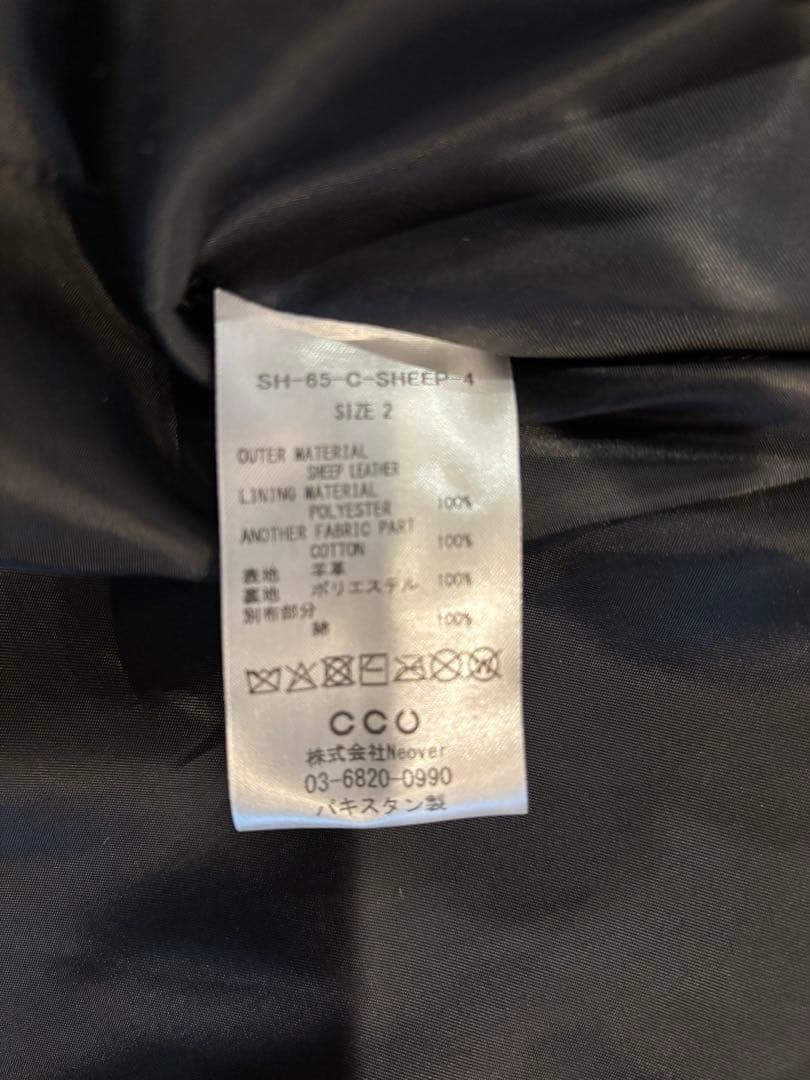 SH-65-C-SHEEP-4
SIZE 2
OUTER MATERIAL
SHEEP LEATHER
LINING MATERIAL
POLYESTER 100%
ANOTHER FABRIC PART
COTTON 100%
表地 羊革
裏地 ポリエステル 100%
別布部分
綿 100%
CCU
株式会社Neover
03-6820-0990
パキスタン製